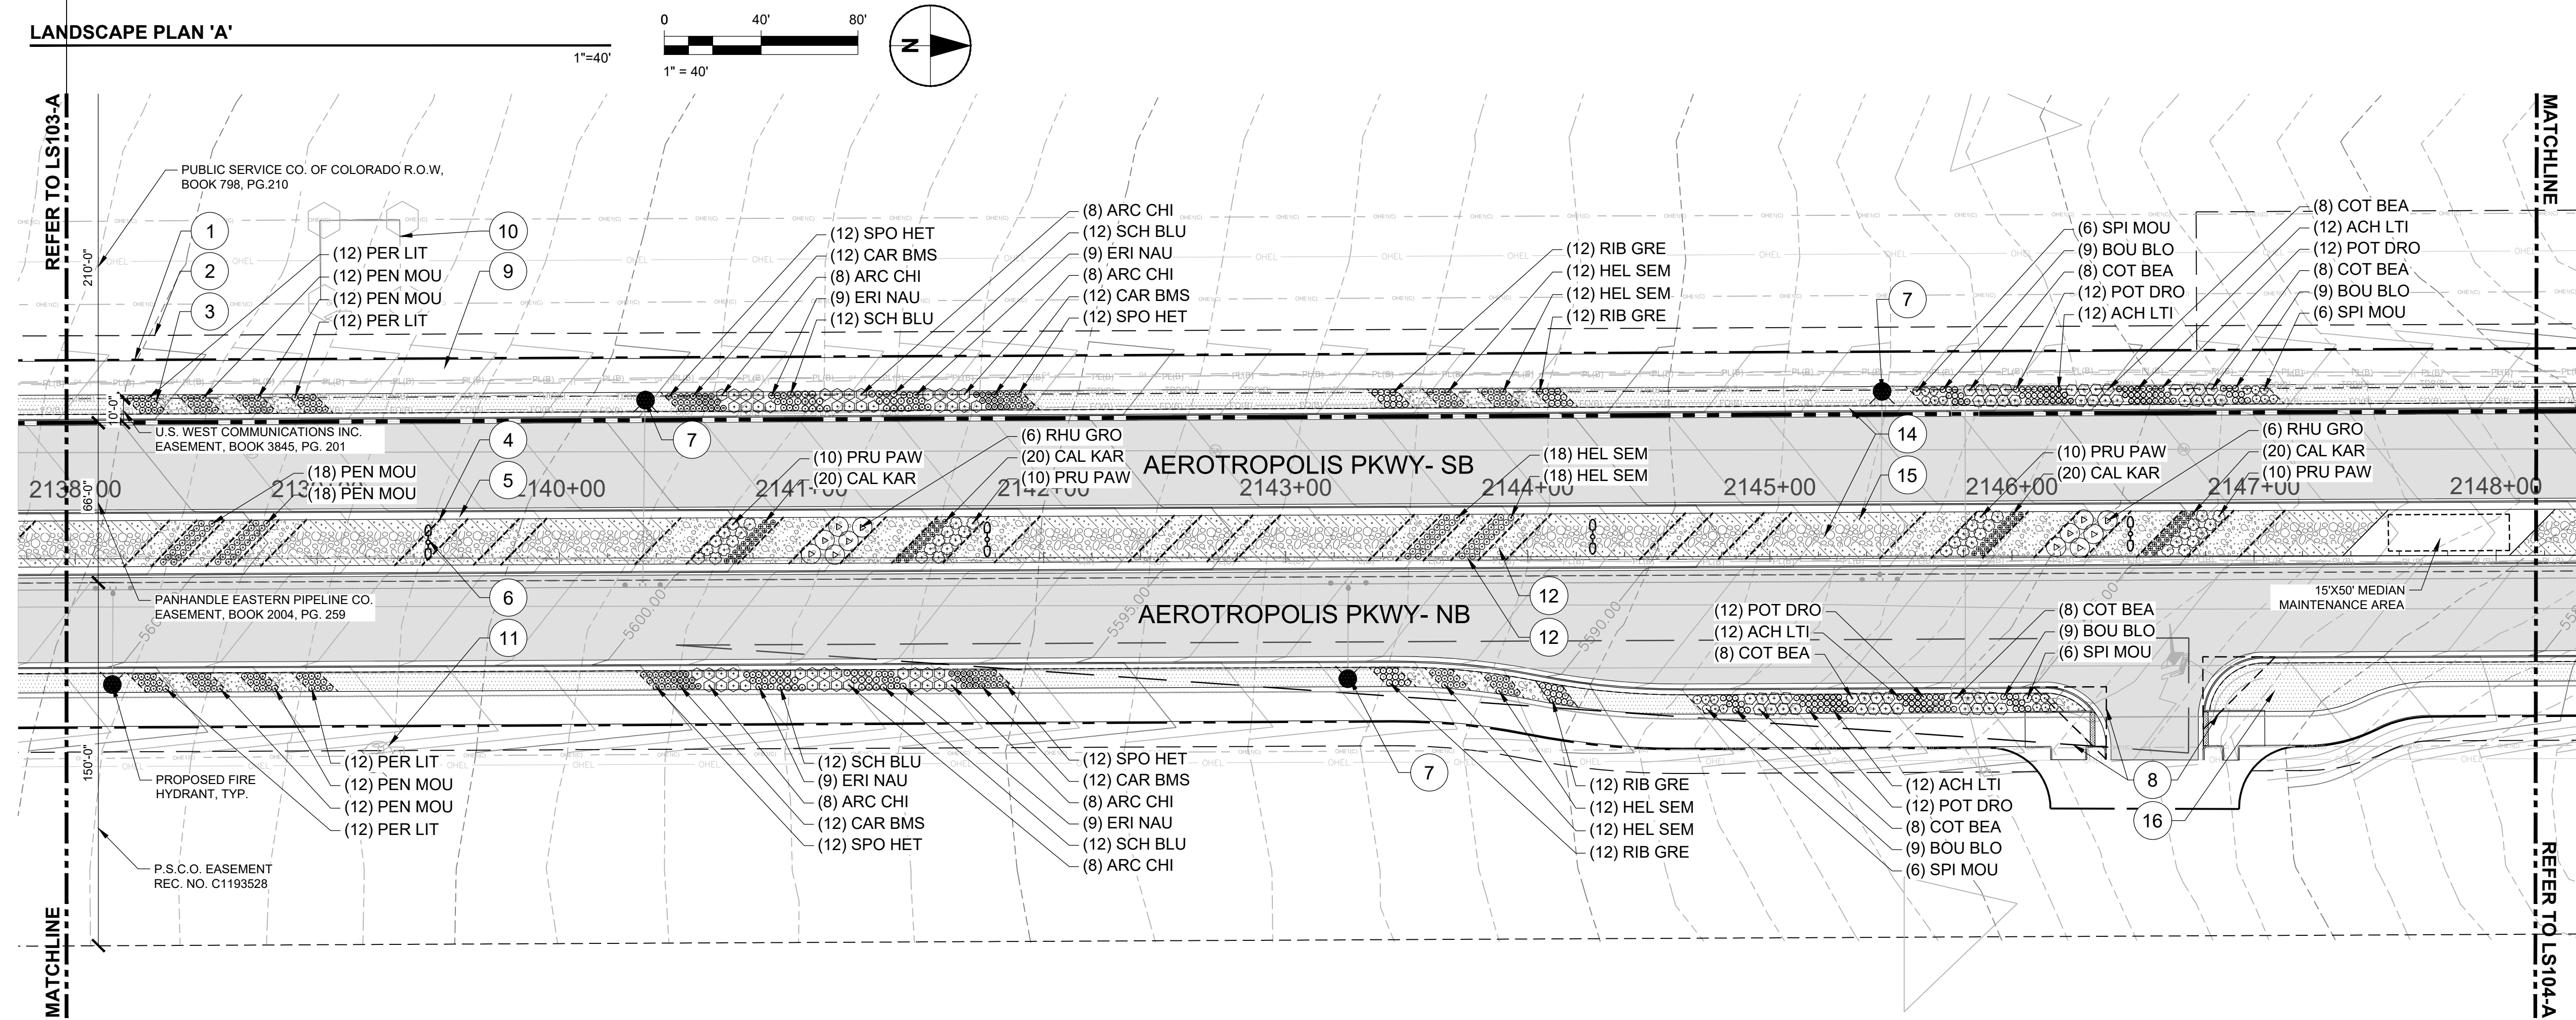 LANDSCAPE PLAN 'A'
1"=40'
0 40' 80'
1" = 40'
N
REFER TO LS103-A
MATCHLINE
MATCHLINE
REFER TO LS104-A
PUBLIC SERVICE CO. OF COLORADO R.O.W,
BOOK 798, PG.210
1
2
3
10
9
210'-0"
(12) PER LIT
(12) PEN MOU
(12) PEN MOU
(12) PER LIT
(12) SPO HET
(12) CAR BMS
(8) ARC CHI
(9) ERI NAU
(12) SCH BLU
(8) ARC CHI
(12) SCH BLU
(9) ERI NAU
(8) ARC CHI
(12) CAR BMS
(12) SPO HET
(12) RIB GRE
(12) HEL SEM
(12) HEL SEM
(12) RIB GRE
7
(6) SPI MOU
(9) BOU BLO
(8) COT BEA
(12) POT DRO
(12) ACH LTI
(8) COT BEA
(12) ACH LTI
(12) POT DRO
(8) COT BEA
(9) BOU BLO
(6) SPI MOU
10'-0"
U.S. WEST COMMUNICATIONS INC.
EASEMENT, BOOK 3845, PG. 201
4
5
7
14
15
(18) PEN MOU
(18) PEN MOU
(10) PRU PAW
(20) CAL KAR
(6) RHU GRO
(20) CAL KAR
(10) PRU PAW
AEROTROPOLIS PKWY- SB
(18) HEL SEM
(18) HEL SEM
(10) PRU PAW
(20) CAL KAR
(6) RHU GRO
(20) CAL KAR
(10) PRU PAW
2140+00
2142+00
2143+00
2144+00
2145+00
2146+00
2147+00
2148+00
66'-0"
PANHANDLE EASTERN PIPELINE CO.
EASEMENT, BOOK 2004, PG. 259
6
11
5600.00
5595.00
5590.00
AEROTROPOLIS PKWY- NB
12
12
15'X50' MEDIAN
MAINTENANCE AREA
(12) POT DRO
(12) ACH LTI
(8) COT BEA
(8) COT BEA
(9) BOU BLO
(6) SPI MOU
150'-0"
PROPOSED FIRE
HYDRANT, TYP.
(12) PER LIT
(12) PEN MOU
(12) PEN MOU
(12) PER LIT
(12) SCH BLU
(9) ERI NAU
(8) ARC CHI
(12) CAR BMS
(12) SPO HET
(12) SPO HET
(12) CAR BMS
(8) ARC CHI
(9) ERI NAU
(12) SCH BLU
(8) ARC CHI
7
(12) RIB GRE
(12) HEL SEM
(12) HEL SEM
(12) RIB GRE
(12) ACH LTI
(12) POT DRO
(8) COT BEA
(9) BOU BLO
(6) SPI MOU
8
16
P.S.C.O. EASEMENT
REC. NO. C1193528